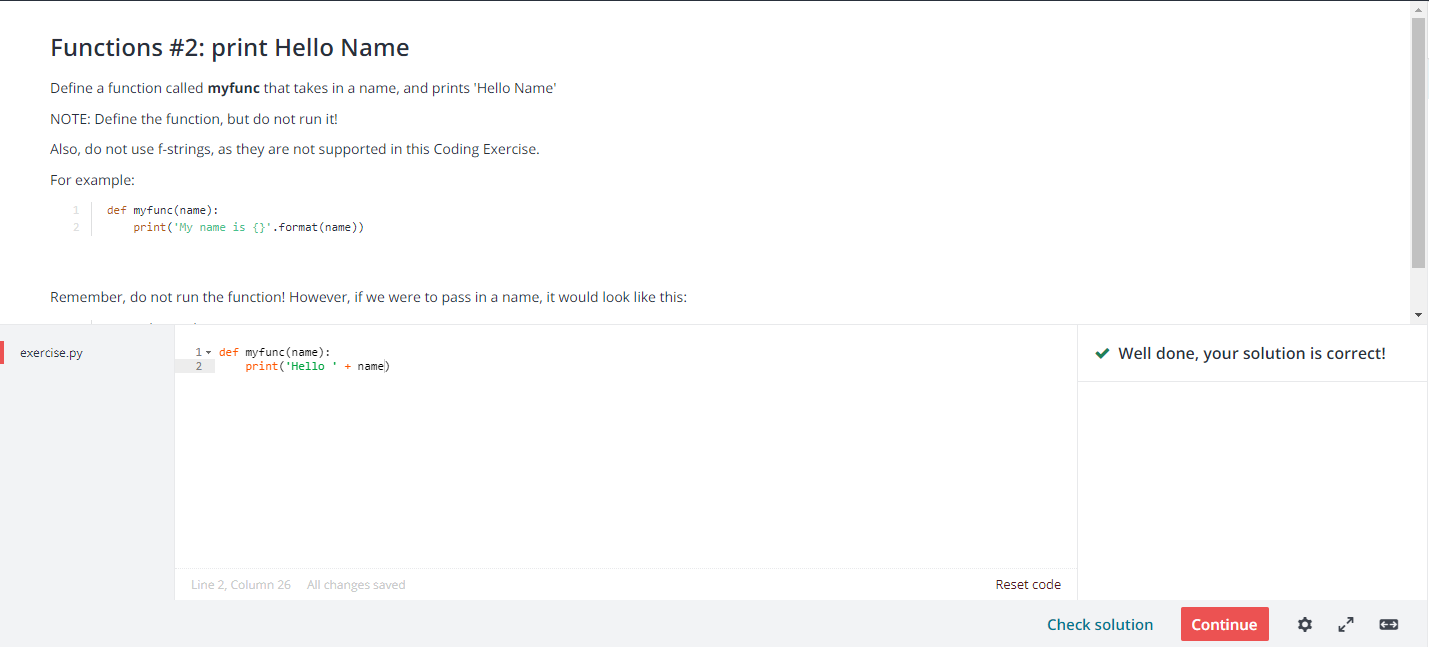 Functions #2: print Hello Name
Define a function called myfunc that takes in a name, and prints 'Hello Name'
NOTE: Define the function, but do not run it!
Also, do not use f-strings, as they are not supported in this Coding Exercise.
For example:
1 def myfunc(name):
2     print('My name is {}'.format(name))
Remember, do not run the function! However, if we were to pass in a name, it would look like this:
exercise.py
1 def myfunc(name):
2     print('Hello ' + name)
Well done, your solution is correct!
Line 2, Column 26 All changes saved
Reset code
Check solution
Continue